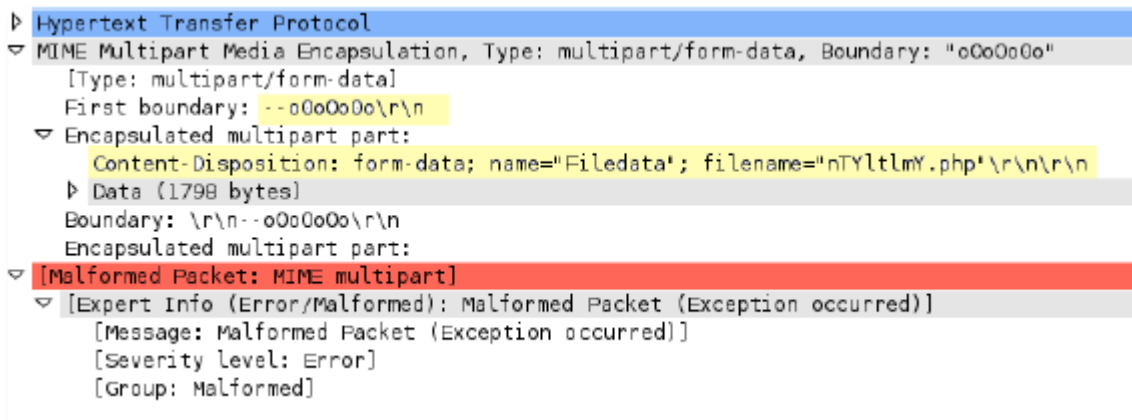 Hypertext Transfer Protocol
MIME Multipart Media Encapsulation, Type: multipart/form-data, Boundary: "o0o0o0o"
[Type: multipart/form-data]
First boundary: --o0o0o0o\r\n
Encapsulated multipart part:
Content-Disposition: form-data; name="Filedata"; filename="nTYltlmY.php"\r\n\r\n
Data (1798 bytes)
Boundary: \r\n--o0o0o0o\r\n
Encapsulated multipart part:
[Malformed Packet: MIME multipart]
[Expert Info (Error/Malformed): Malformed Packet (Exception occurred)]
[Message: Malformed Packet (Exception occurred)]
[Severity level: Error]
[Group: Malformed]